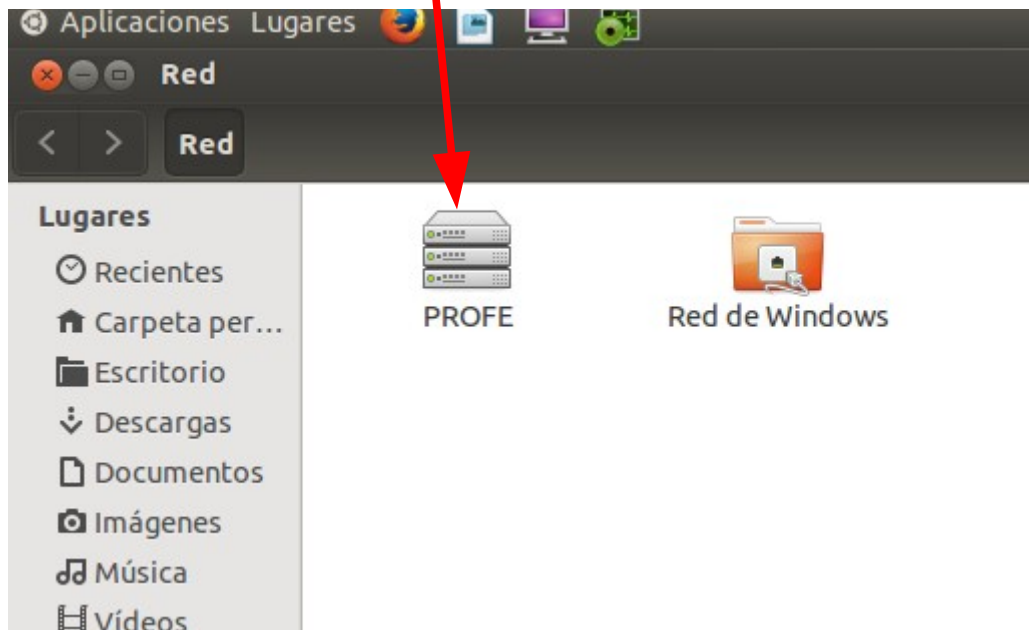 Aplicaciones Lugares
Red
Red
Lugares
Recientes
Carpeta per...
Escritorio
Descargas
Documentos
Imágenes
Música
Vídeos
PROFE
Red de Windows